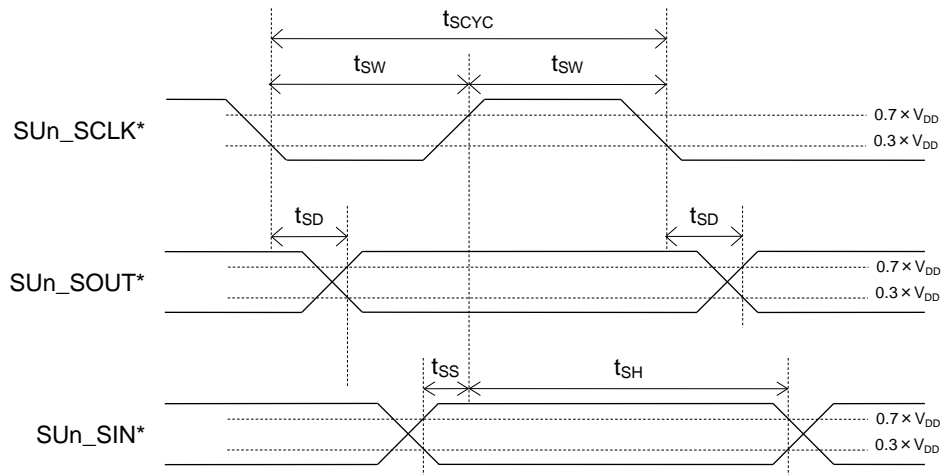 tSCYC
tSW tSW
SUn_SCLK*
0.7 × VDD
0.3 × VDD
tSD tSD
SUn_SOUT*
0.7 × VDD
0.3 × VDD
tSS tSH
SUn_SIN*
0.7 × VDD
0.3 × VDD